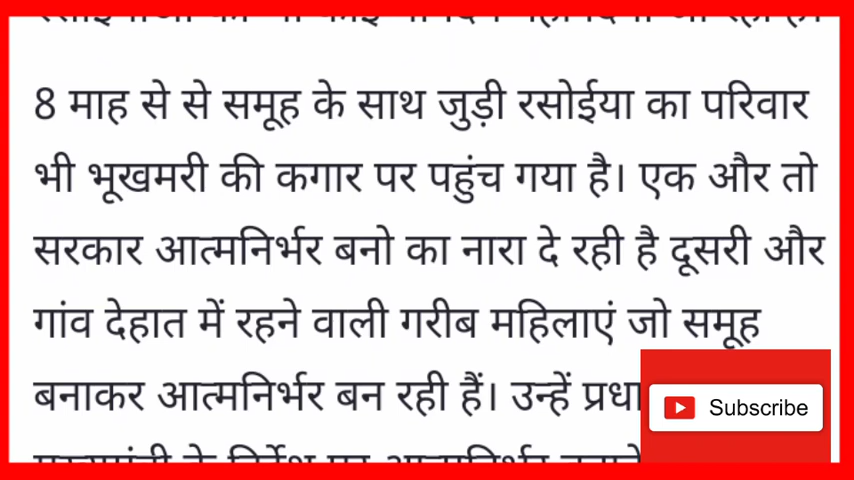 8 माह से से समूह के साथ जुड़ी रसोईया का परिवार
भी भूखमरी की कगार पर पहुंच गया है। एक और तो
सरकार आत्मनिर्भर बनो का नारा दे रही है दूसरी और
गांव देहात में रहने वाली गरीब महिलाएं जो समूह
बनाकर आत्मनिर्भर बन रही हैं। उन्हें
Subscribe